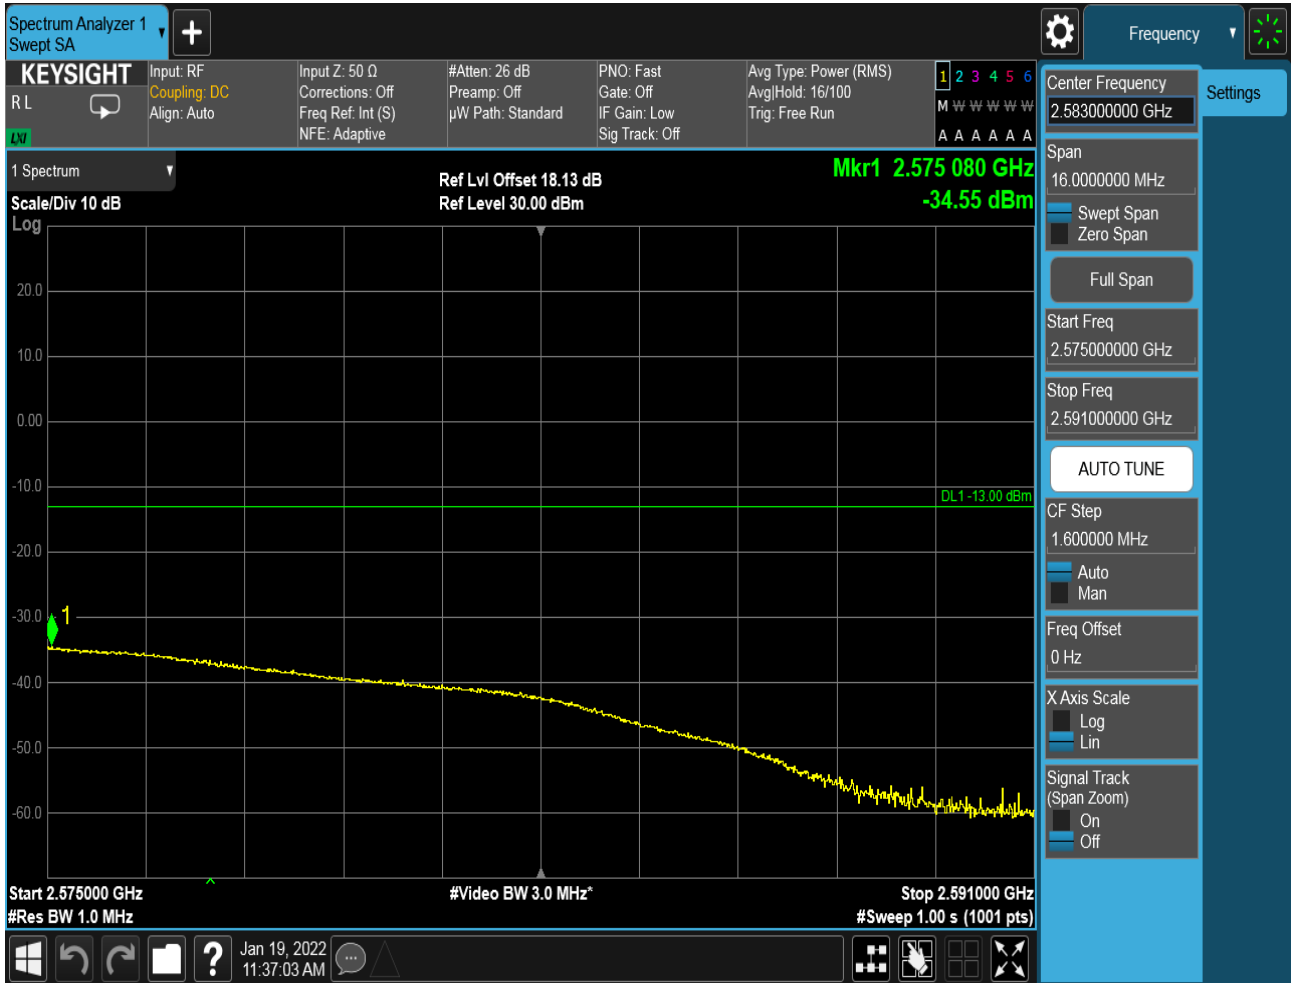 Spectrum Analyzer 1
Swept SA
Frequency
KEYSIGHT
R L
LXI
Input: RF
Coupling: DC
Align: Auto
Input Z: 50 Ω
Corrections: Off
Freq Ref: Int (S)
NFE: Adaptive
#Atten: 26 dB
Preamp: Off
µW Path: Standard
PNO: Fast
Gate: Off
IF Gain: Low
Sig Track: Off
Avg Type: Power (RMS)
Avg|Hold: 16/100
Trig: Free Run
1 2 3 4 5 6
M W W W W W
A A A A A A
1 Spectrum
Scale/Div 10 dB
Log
Ref Lvl Offset 18.13 dB
Ref Level 30.00 dBm
Mkr1 2.575 080 GHz
-34.55 dBm
20.0
10.0
0.00
-10.0
-20.0
-30.0
-40.0
-50.0
-60.0
DL1 -13.00 dBm
1
Start 2.575000 GHz
#Res BW 1.0 MHz
#Video BW 3.0 MHz*
Stop 2.591000 GHz
#Sweep 1.00 s (1001 pts)
?
Jan 19, 2022
11:37:03 AM
Center Frequency
2.583000000 GHz
Settings
Span
16.0000000 MHz
Swept Span
Zero Span
Full Span
Start Freq
2.575000000 GHz
Stop Freq
2.591000000 GHz
AUTO TUNE
CF Step
1.600000 MHz
Auto
Man
Freq Offset
0 Hz
X Axis Scale
Log
Lin
Signal Track
(Span Zoom)
On
Off